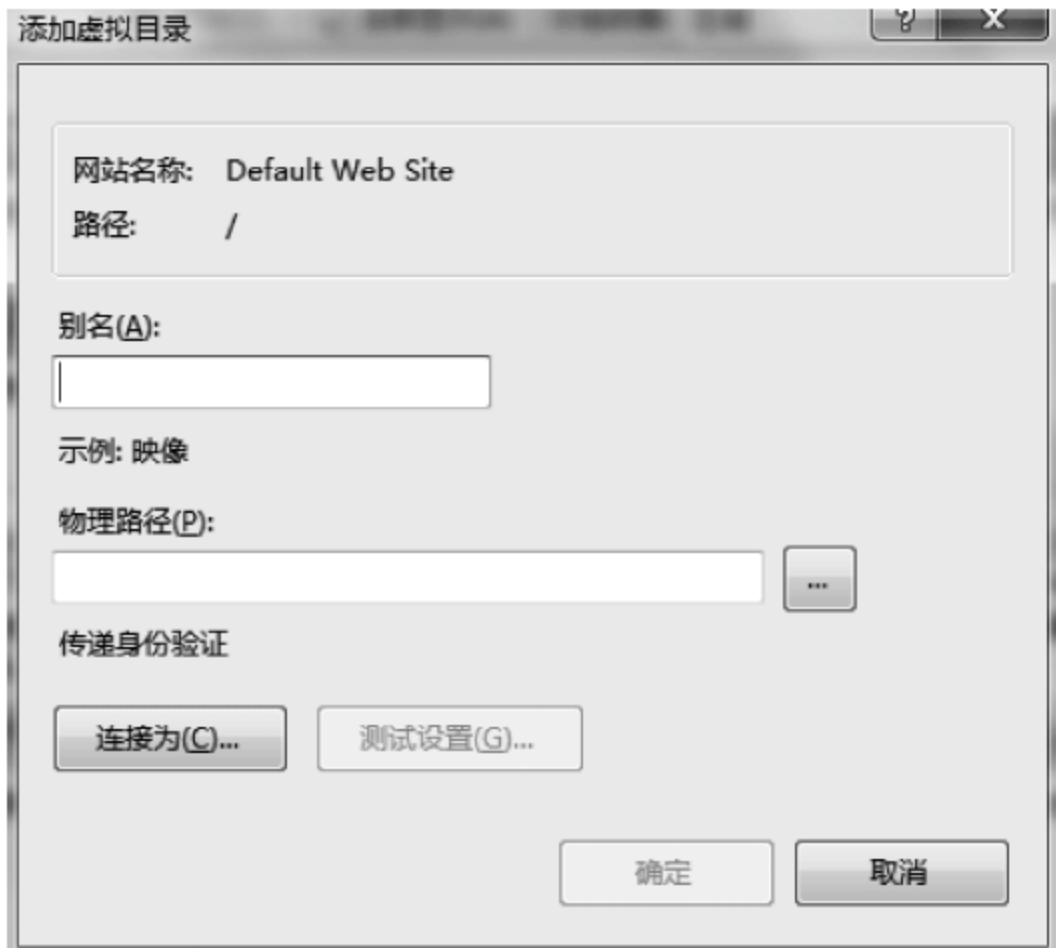 添加虚拟目录
网站名称: Default Web Site
路径: /
别名(A):
示例: 映像
物理路径(P):
...
传递身份验证
连接为(C)... 测试设置(G)...
确定 取消